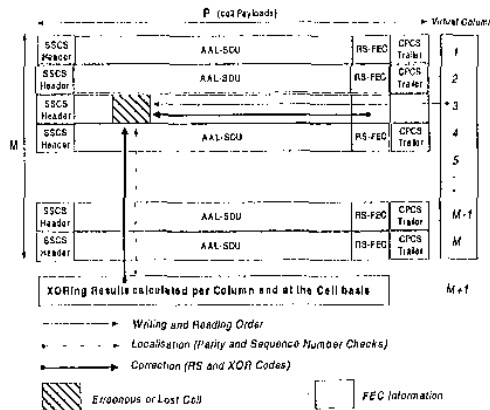 P (cell Payloads)
Virtual Column
SSCS Header AAL-SDU RS-FEC CPCS Trailer 1
SSCS Header AAL-SDU RS-FEC CPCS Trailer 2
SSCS Header 3
M
SSCS Header AAL-SDU RS-FEC CPCS Trailer 4
5
SSCS Header AAL-SDU RS-FEC CPCS Trailer M-1
SSCS Header AAL-SDU RS-FEC CPCS Trailer M
XORing Results calculated per Column and at the Cell basis M+1
Writing and Reading Order
Localisation (Parity and Sequence Number Checks)
Correction (RS and XOR Codes)
Erroneous or Lost Cell
FEC Information